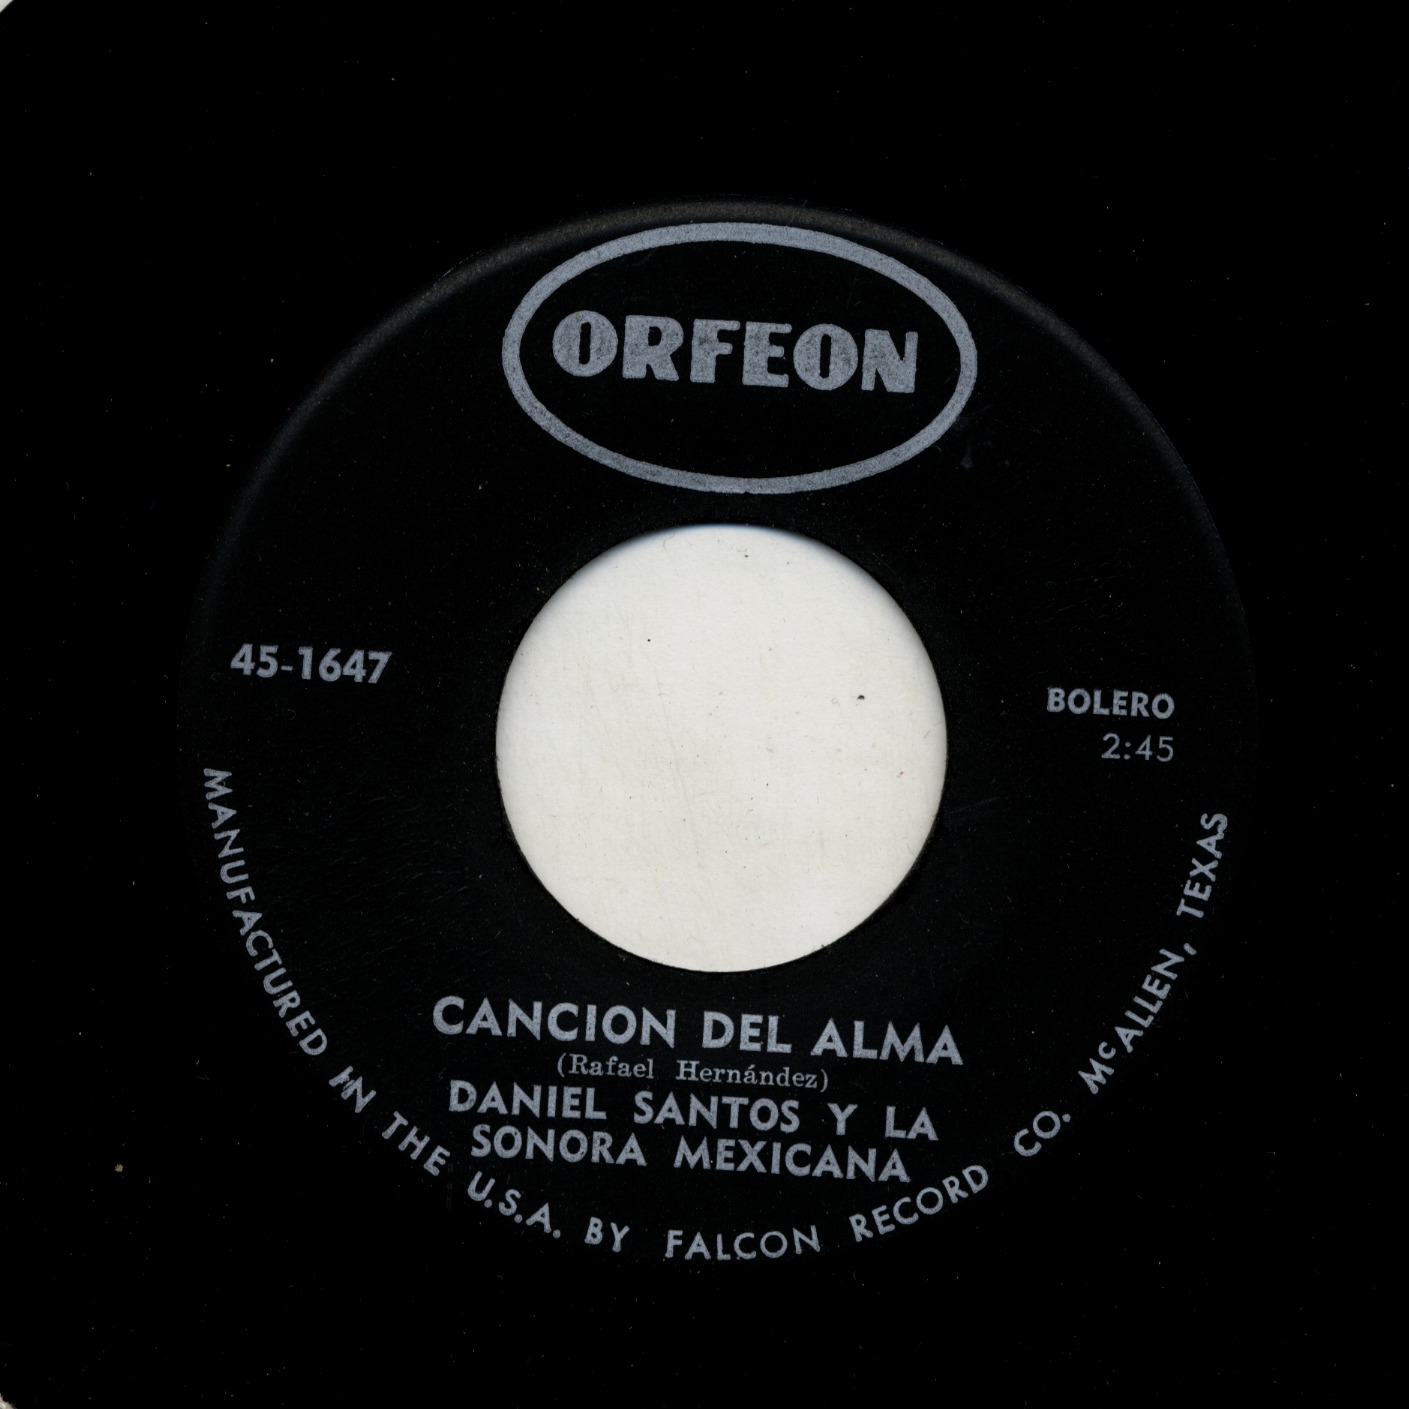 ORFEON
45-1647
BOLERO
2:45
CANCION DEL ALMA
(Rafael Hernández)
DANIEL SANTOS Y LA
SONORA MEXICANA
MANUFACTURED IN THE U.S.A. BY FALCON RECORD CO. McALLEN, TEXAS